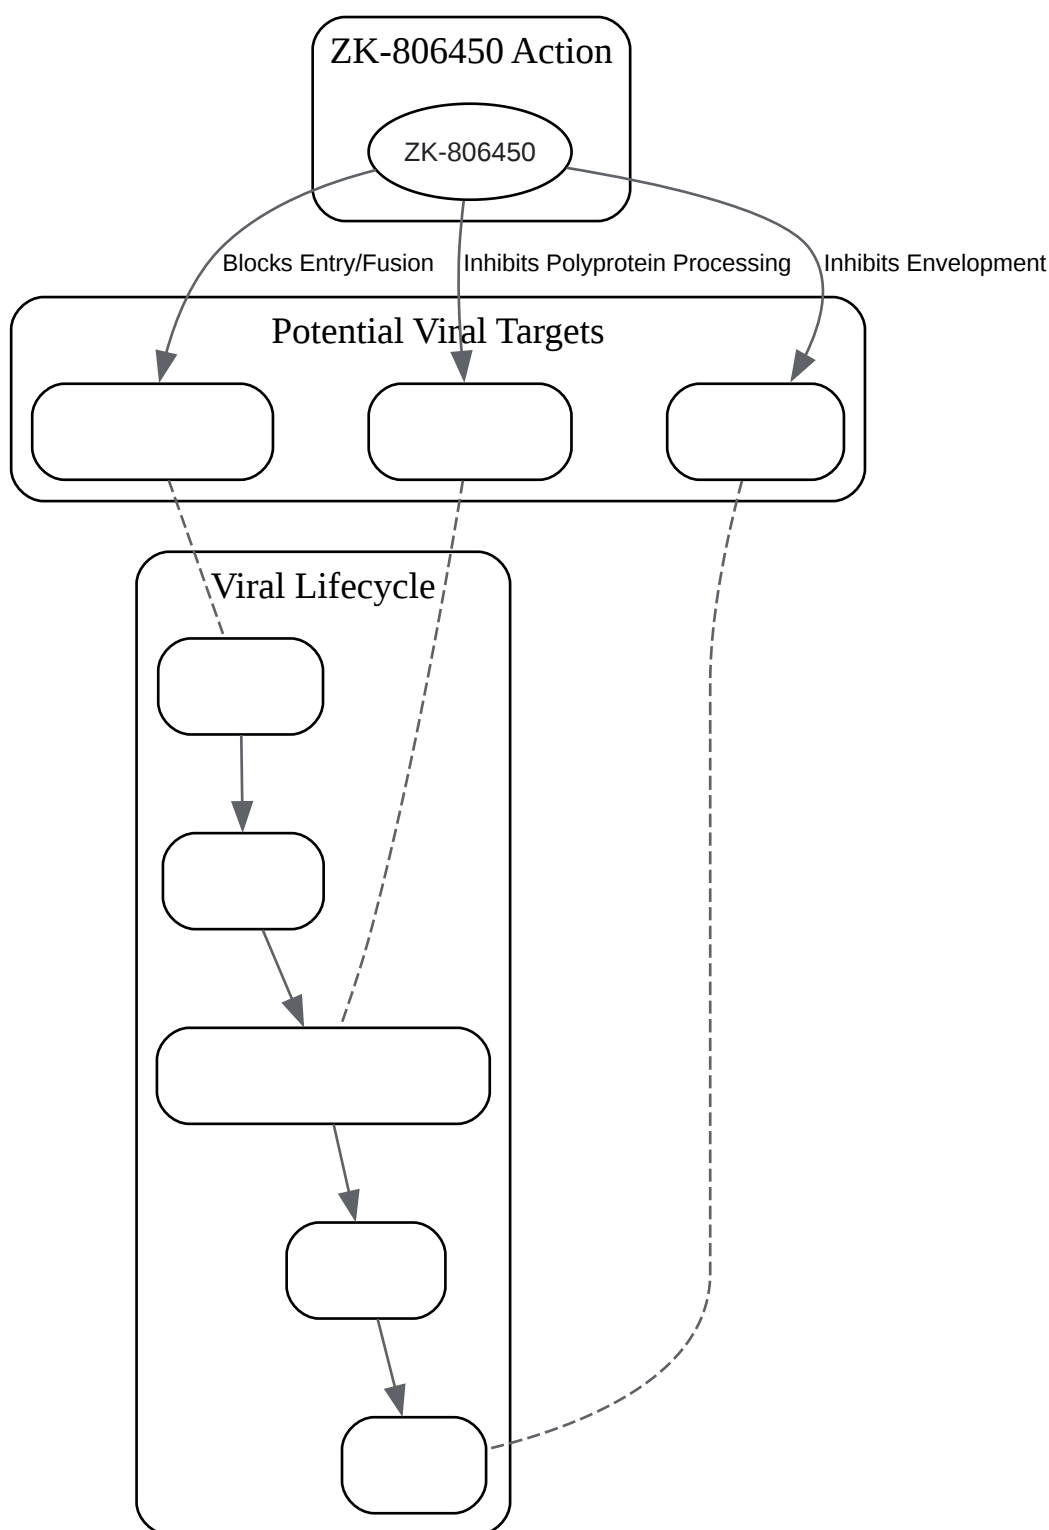 ZK-806450 Action
ZK-806450
Blocks Entry/Fusion
Inhibits Polyprotein Processing
Inhibits Envelopment
Potential Viral Targets
Viral Lifecycle